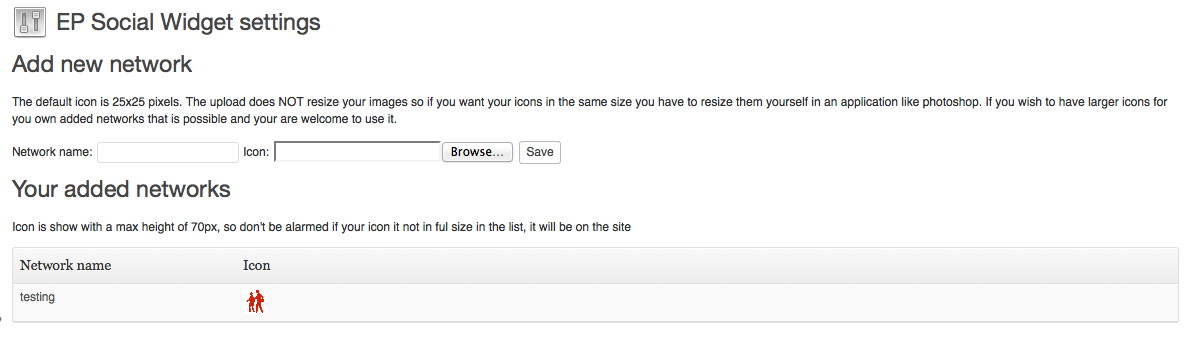 EP Social Widget settings
Add new network
The default icon is 25x25 pixels. The upload does NOT resize your images so if you want your icons in the same size you have to resize them yourself in an application like photoshop. If you wish to have larger icons for
you own added networks that is possible and your are welcome to use it.
Network name: Icon: Browse... Save
Your added networks
Icon is show with a max height of 70px, so don't be alarmed if your icon it not in ful size in the list, it will be on the site
Network name Icon
testing